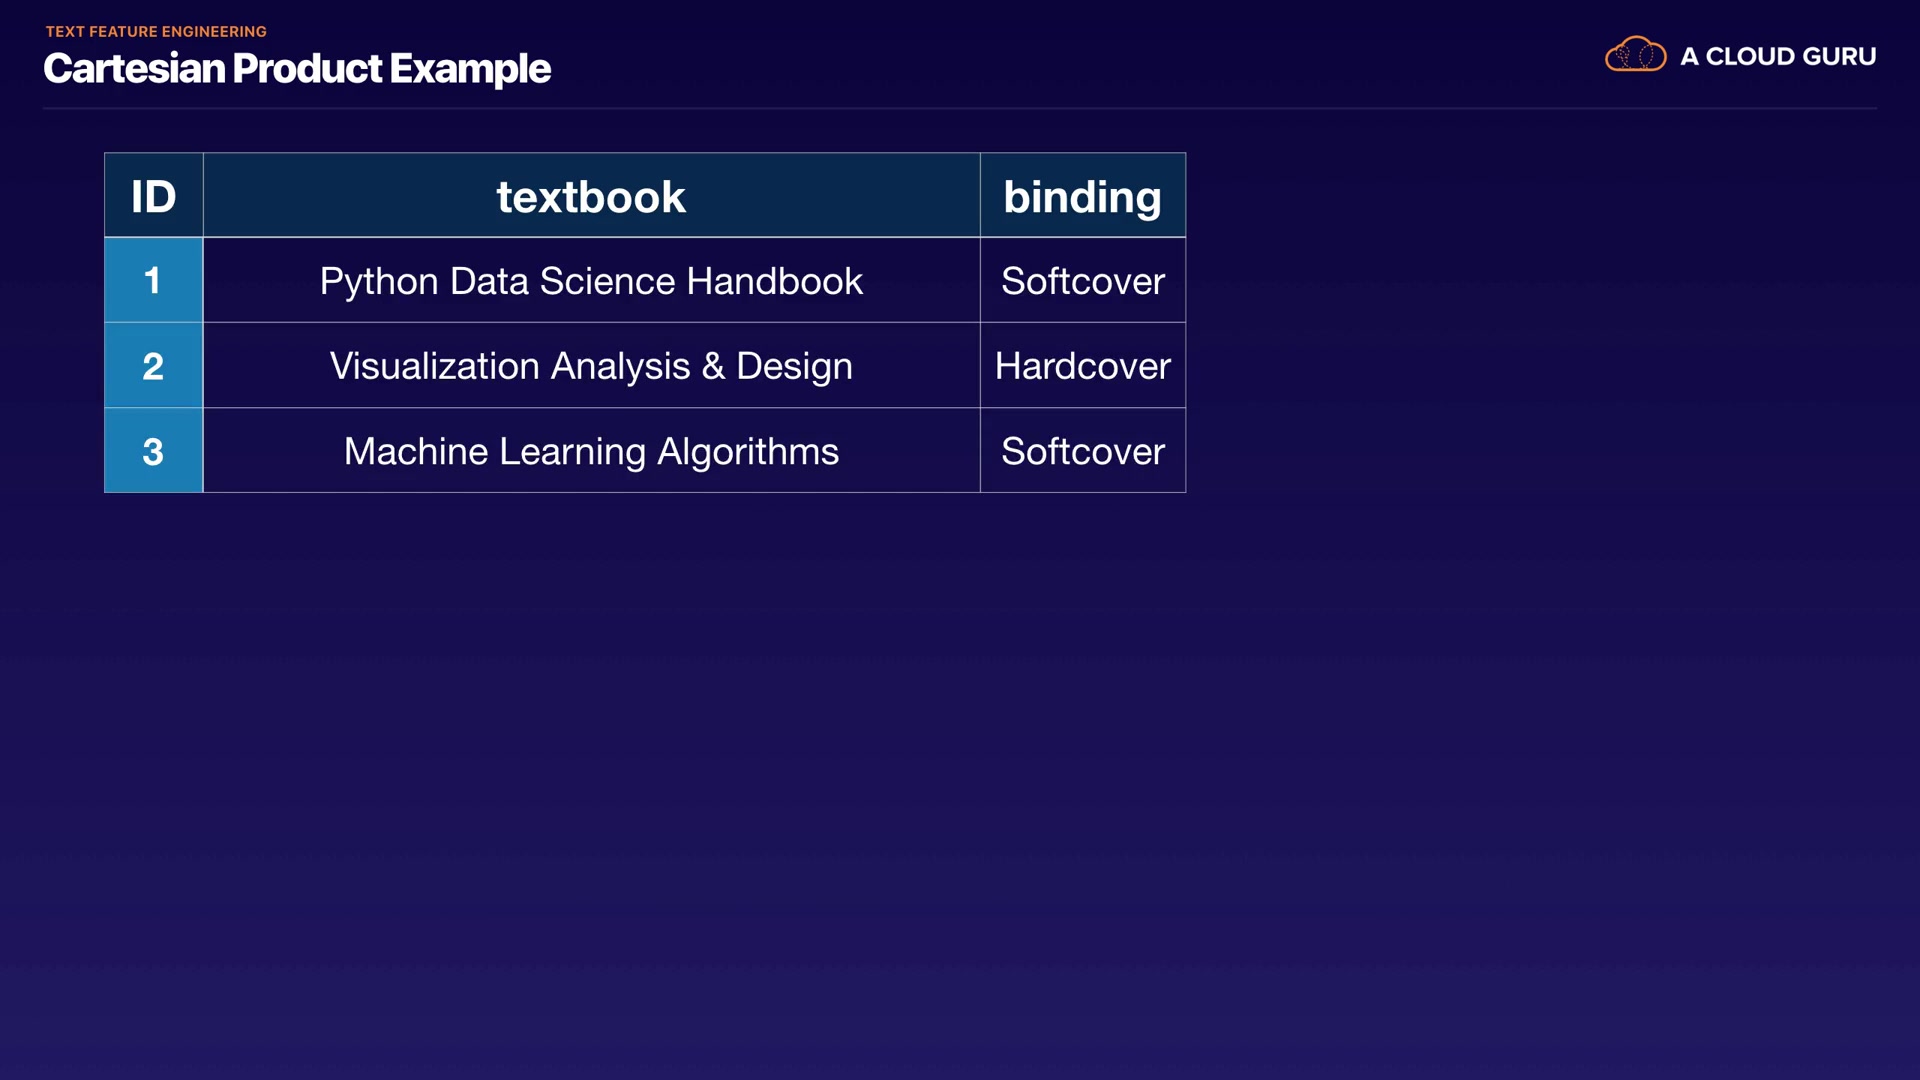 TEXT FEATURE ENGINEERING
Cartesian Product Example
A CLOUD GURU
ID textbook binding
1 Python Data Science Handbook Softcover
2 Visualization Analysis & Design Hardcover
3 Machine Learning Algorithms Softcover